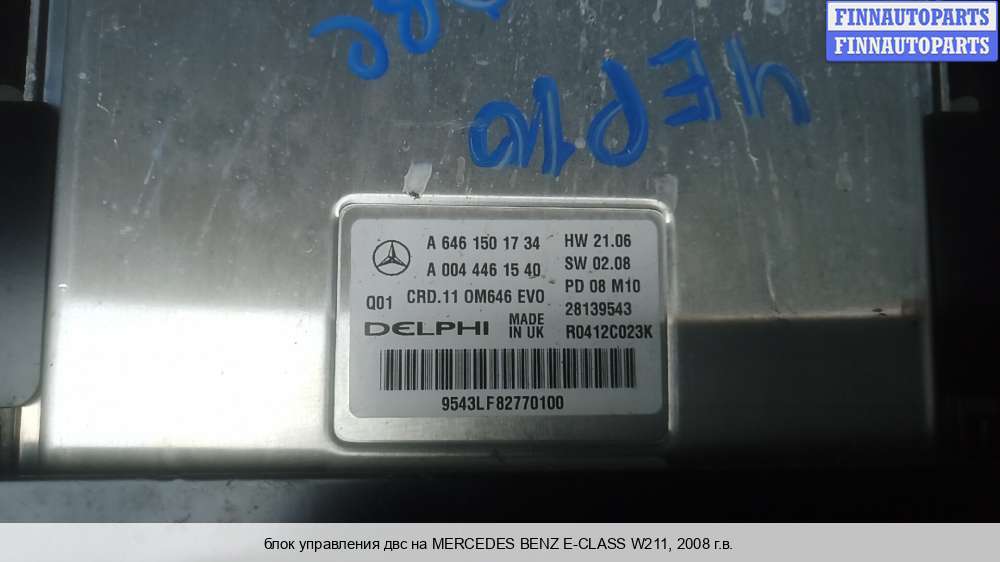 FINNAUTOPARTS
FINNAUTOPARTS
ЧЕР10
A 646 150 17 34
A 004 446 15 40
Q01
CRD.11 OM646 EVO
DELPHI
MADE IN UK
HW 21.06
SW 02.08
PD 08 M10
28139543
R0412C023K
9543LF82770100
блок управления двс на MERCEDES BENZ E-CLASS W211, 2008 г.в.